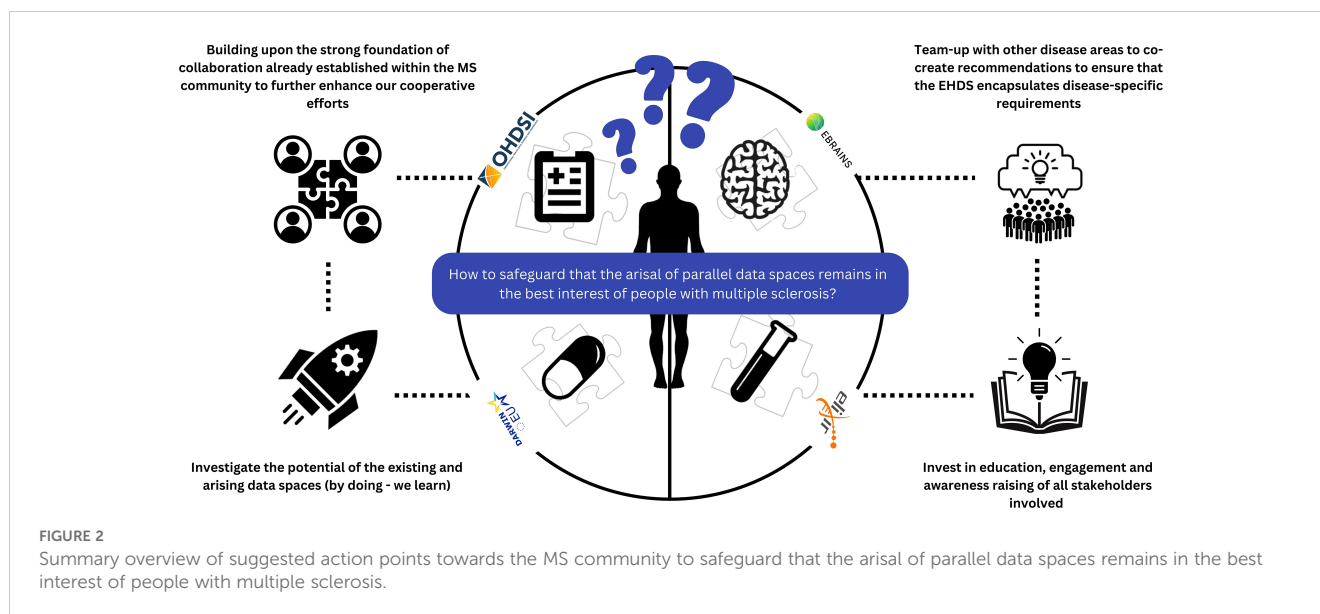 Building upon the strong foundation of
collaboration already established within the MS
community to further enhance our cooperative
efforts
Team-up with other disease areas to co-
create recommendations to ensure that
the EHDS encapsulates disease-specific
requirements
? ? ?
OHDSI
EBRAINS
How to safeguard that the arisal of parallel data spaces remains in
the best interest of people with multiple sclerosis?
DARWIN
EU
elixir
Investigate the potential of the existing and
arising data spaces (by doing - we learn)
Invest in education, engagement and
awareness raising of all stakeholders
involved
FIGURE 2
Summary overview of suggested action points towards the MS community to safeguard that the arisal of parallel data spaces remains in the best
interest of people with multiple sclerosis.